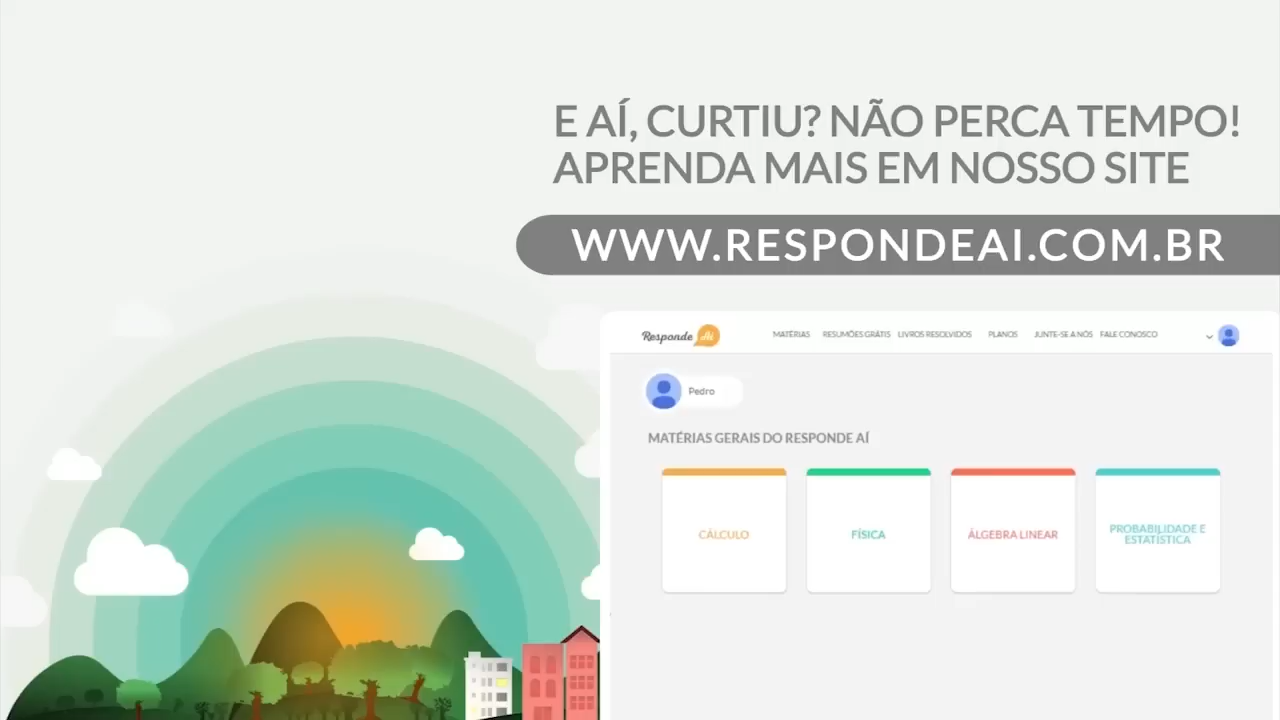 E AÍ, CURTIU? NÃO PERCA TEMPO!
APRENDA MAIS EM NOSSO SITE
WWW.RESPONDEAI.COM.BR
Responde Aí
MATÉRIAS RESUMÕES GRÁTIS LIVROS RESOLVIDOS PLANOS JUNTE-SE A NÓS FALE CONOSCO
Pedro
MATÉRIAS GERAIS DO RESPONDE AÍ
CÁLCULO
FÍSICA
ÁLGEBRA LINEAR
PROBABILIDADE E
ESTATÍSTICA